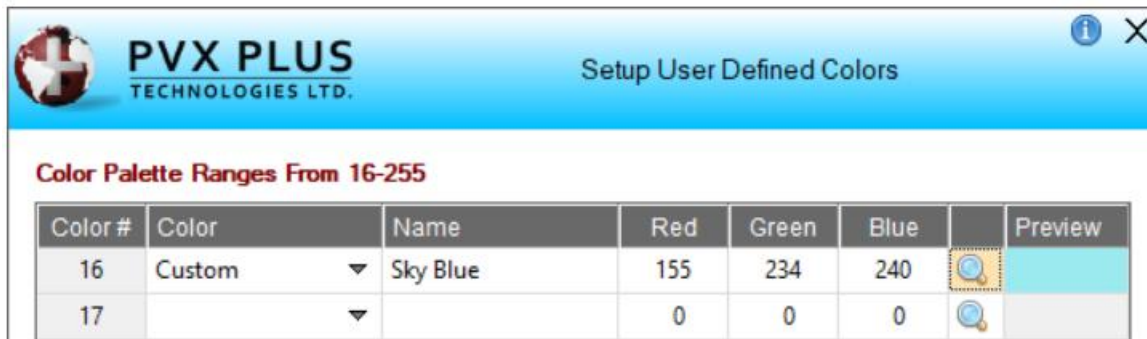 PVX PLUS
TECHNOLOGIES LTD.
Setup User Defined Colors
Color Palette Ranges From 16-255
Color # Color Name Red Green Blue Preview
16 Custom Sky Blue 155 234 240
17 0 0 0